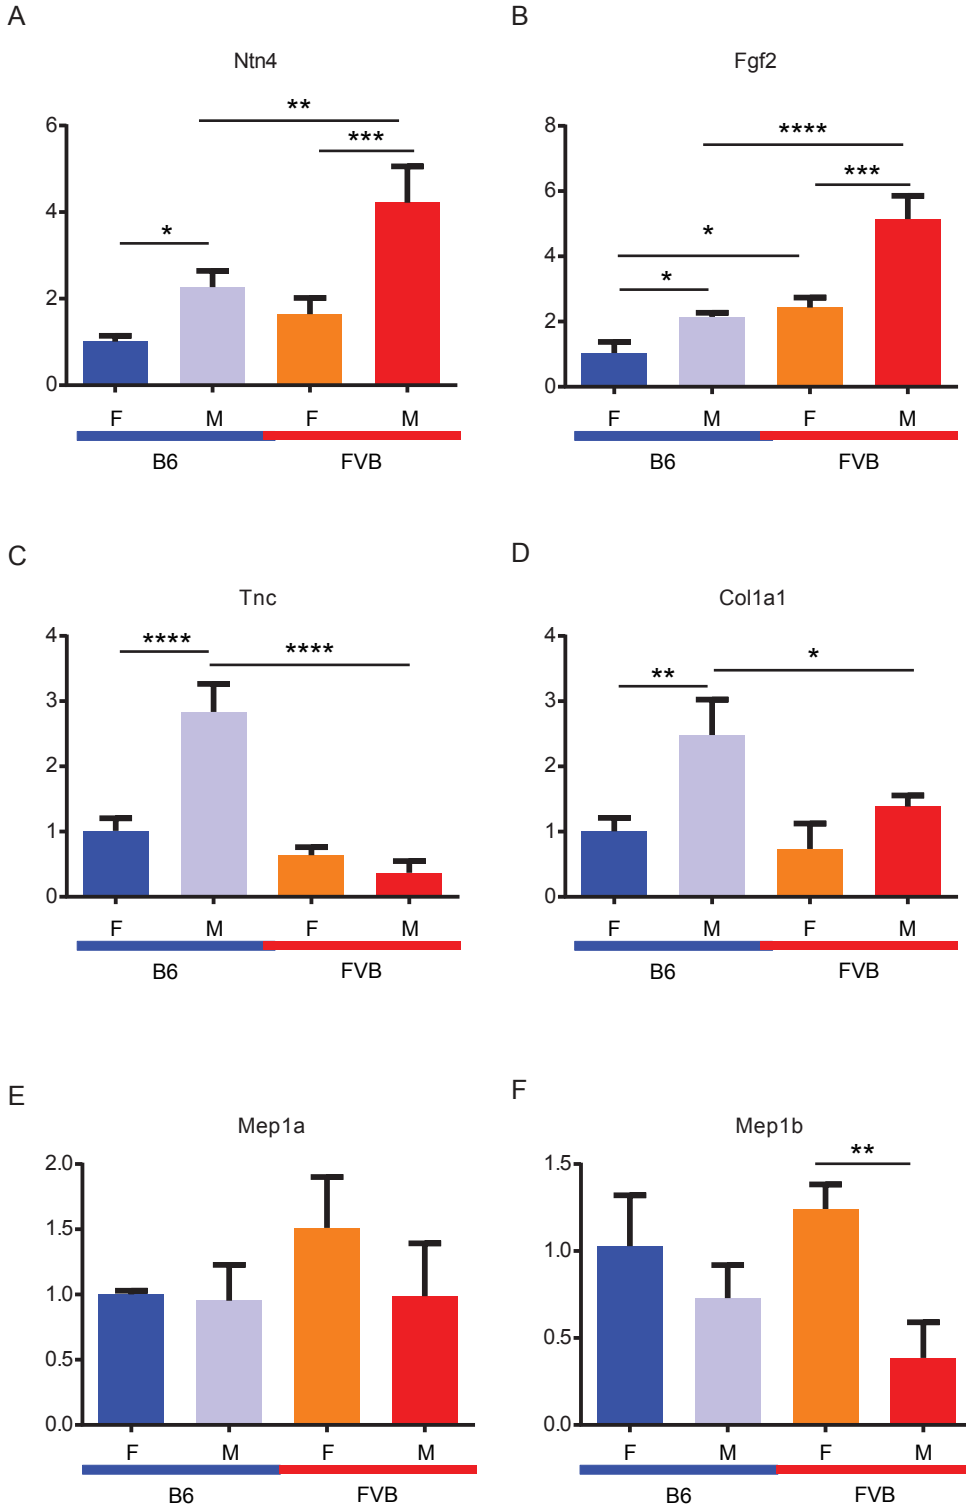 A
Ntn4
**
***
*
6
4
2
0
F M F M
B6 FVB
B
Fgf2
****
***
*
*
8
6
4
2
0
F M F M
B6 FVB
C
Tnc
****
****
4
3
2
1
0
F M F M
B6 FVB
D
Col1a1
*
**
4
3
2
1
0
F M F M
B6 FVB
E
Mep1a
2.0
1.5
1.0
0.5
0.0
F M F M
B6 FVB
F
Mep1b
**
1.5
1.0
0.5
0.0
F M F M
B6 FVB